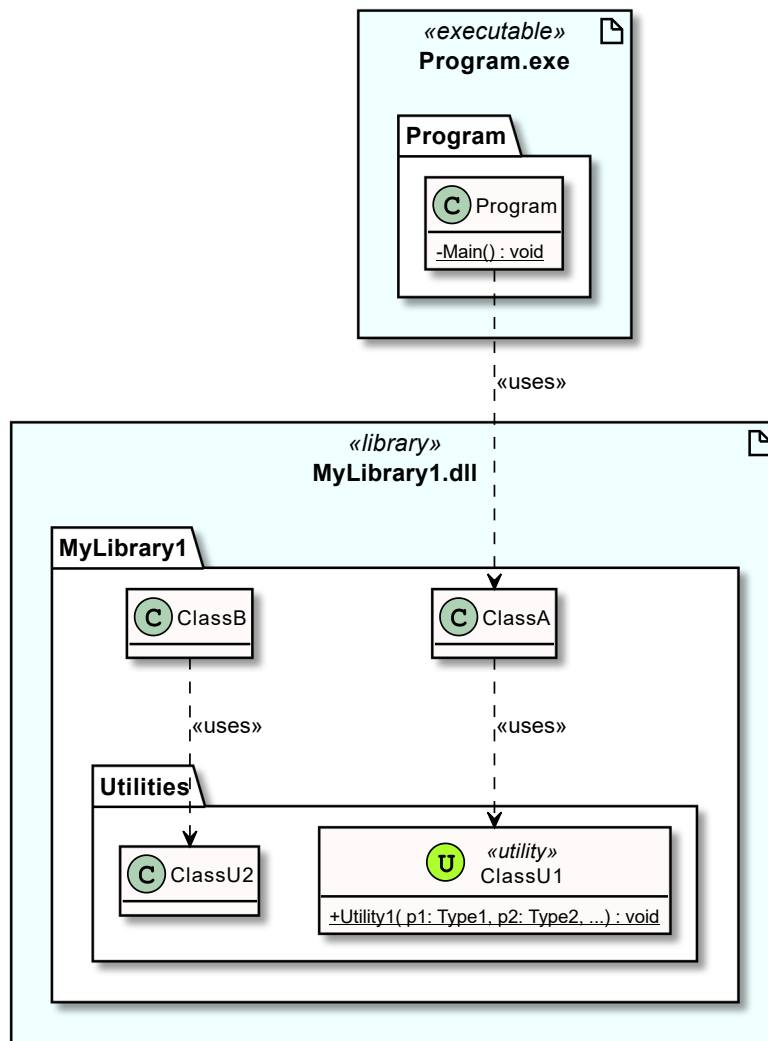 «executable»
Program.exe
Program
C Program
-Main() : void
«uses»
«library»
MyLibrary1.dll
MyLibrary1
C ClassB
C ClassA
«uses»
«uses»
Utilities
C ClassU2
U «utility»
ClassU1
+Utility1( p1: Type1, p2: Type2, ...) : void